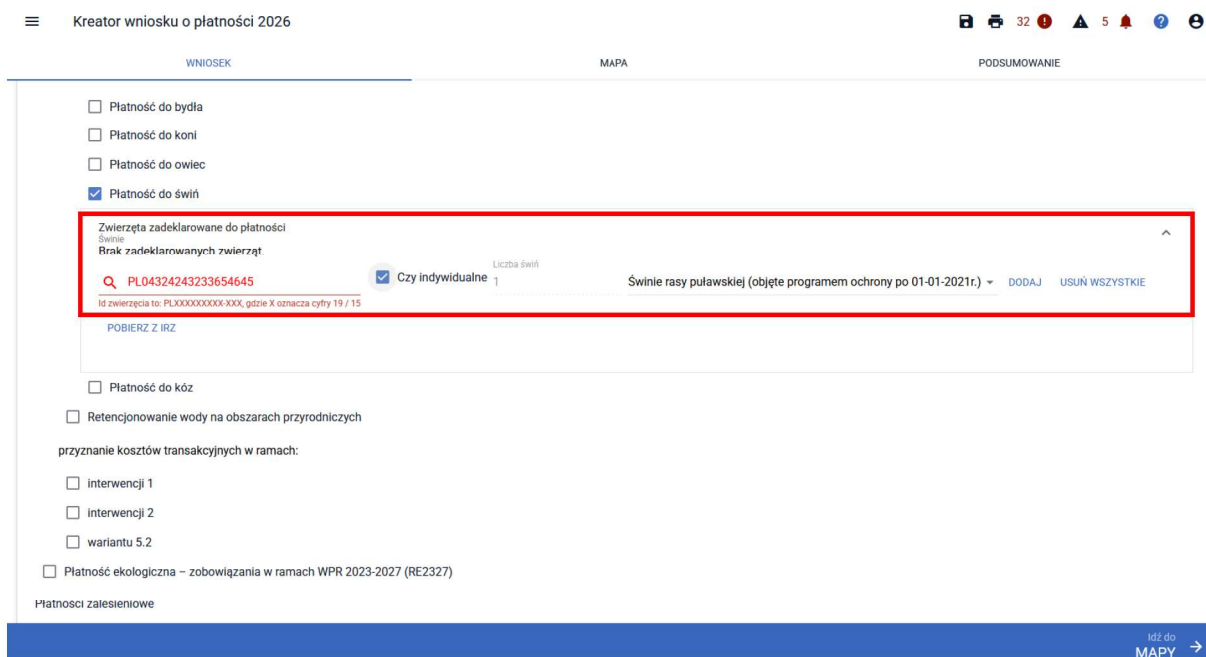 Kreator wniosku o płatności 2026
32
5
WNIOSEK
MAPA
PODSUMOWANIE
Płatność do bydła
Płatność do koni
Płatność do owiec
Płatność do świń
Zwierzęta zadeklarowane do płatności
Świnie
Brak zadeklarowanych zwierząt
PL04324243233654645
Czy indywidualne
Liczba świń
1
Świnie rasy puławskiej (objęte programem ochrony po 01-01-2021r.)
DODAJ
USUŃ WSZYSTKIE
Id zwierzęcia to: PLXXXXXXXXX-XXX, gdzie X oznacza cyfry 19 / 15
POBIERZ Z IRZ
Płatność do kóz
Retencjonowanie wody na obszarach przyrodniczych
przyznanie kosztów transakcyjnych w ramach:
interwencji 1
interwencji 2
wariantu 5.2
Płatność ekologiczna – zobowiązania w ramach WPR 2023-2027 (RE2327)
Płatności zalesieniowe
Idź do
MAPY